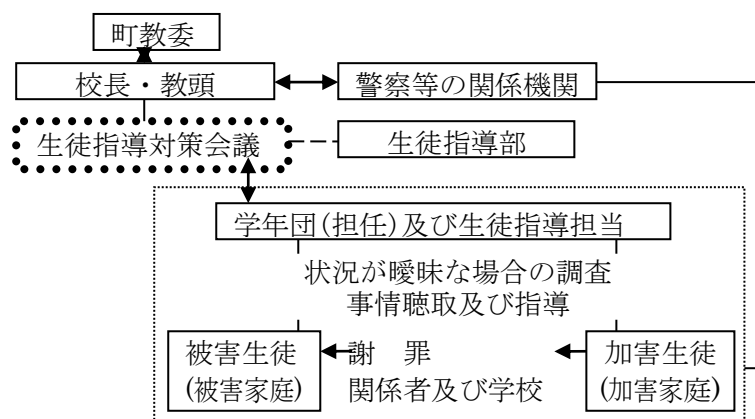 町教委
校長・教頭
警察等の関係機関
生徒指導対策会議
生徒指導部
学年団(担任)及び生徒指導担当
状況が曖昧な場合の調査
事情聴取及び指導
被害生徒
(被害家庭)
謝　罪
関係者及び学校
加害生徒
(加害家庭)